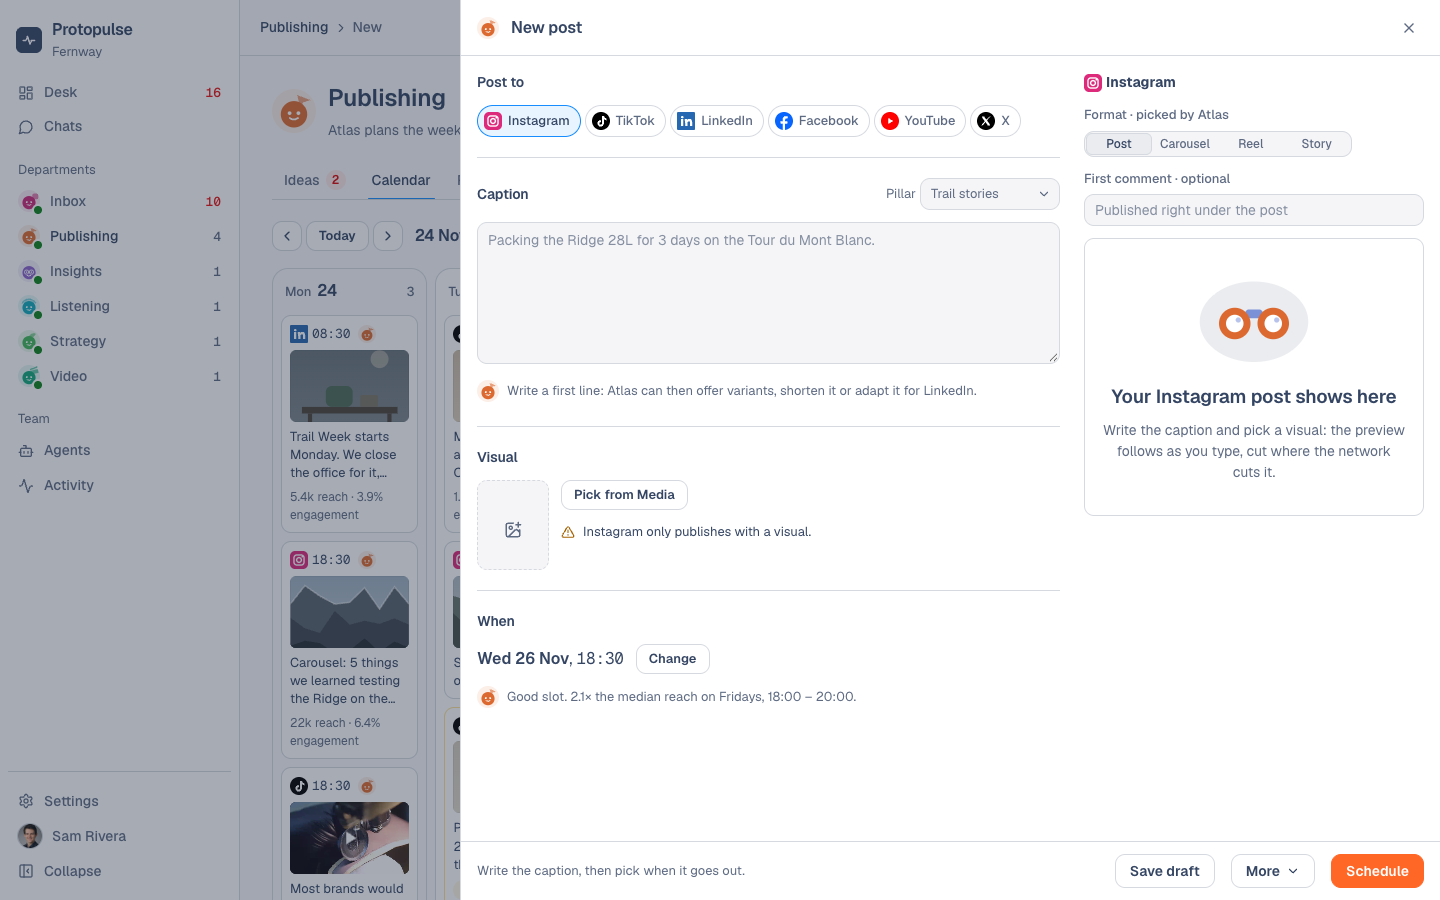 Protopulse
Fernway
Desk 16
Chats
Departments
Inbox 10
Publishing 4
Insights 1
Listening 1
Strategy 1
Video 1
Team
Agents
Activity
Settings
Sam Rivera
Collapse
Publishing > New
Publishing
Atlas plans the week
Ideas 2 Calendar
Today 24 Nov
Mon 24 3
08:30
Trail Week starts
Monday. We close
the office for it,…
5.4k reach · 3.9%
engagement
18:30
Carousel: 5 things
we learned testing
the Ridge on the…
22k reach · 6.4%
engagement
18:30
Most brands would
New post
Post to
Instagram TikTok LinkedIn Facebook YouTube X
Caption
Pillar Trail stories
Packing the Ridge 28L for 3 days on the Tour du Mont Blanc.
Write a first line: Atlas can then offer variants, shorten it or adapt it for LinkedIn.
Visual
Pick from Media
Instagram only publishes with a visual.
When
Wed 26 Nov, 18:30 Change
Good slot. 2.1× the median reach on Fridays, 18:00 – 20:00.
Instagram
Format · picked by Atlas
Post Carousel Reel Story
First comment · optional
Published right under the post
Your Instagram post shows here
Write the caption and pick a visual: the preview
follows as you type, cut where the network
cuts it.
Write the caption, then pick when it goes out.
Save draft More Schedule